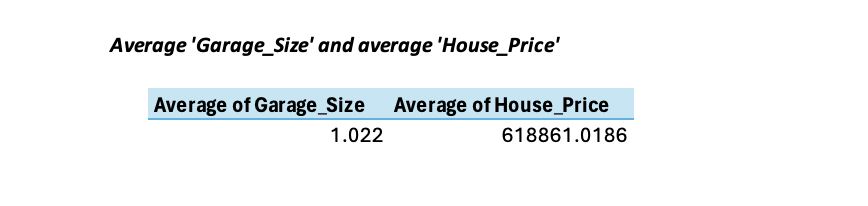 Average 'Garage_Size' and average 'House_Price'
Average of Garage_Size Average of House_Price
1.022 618861.0186